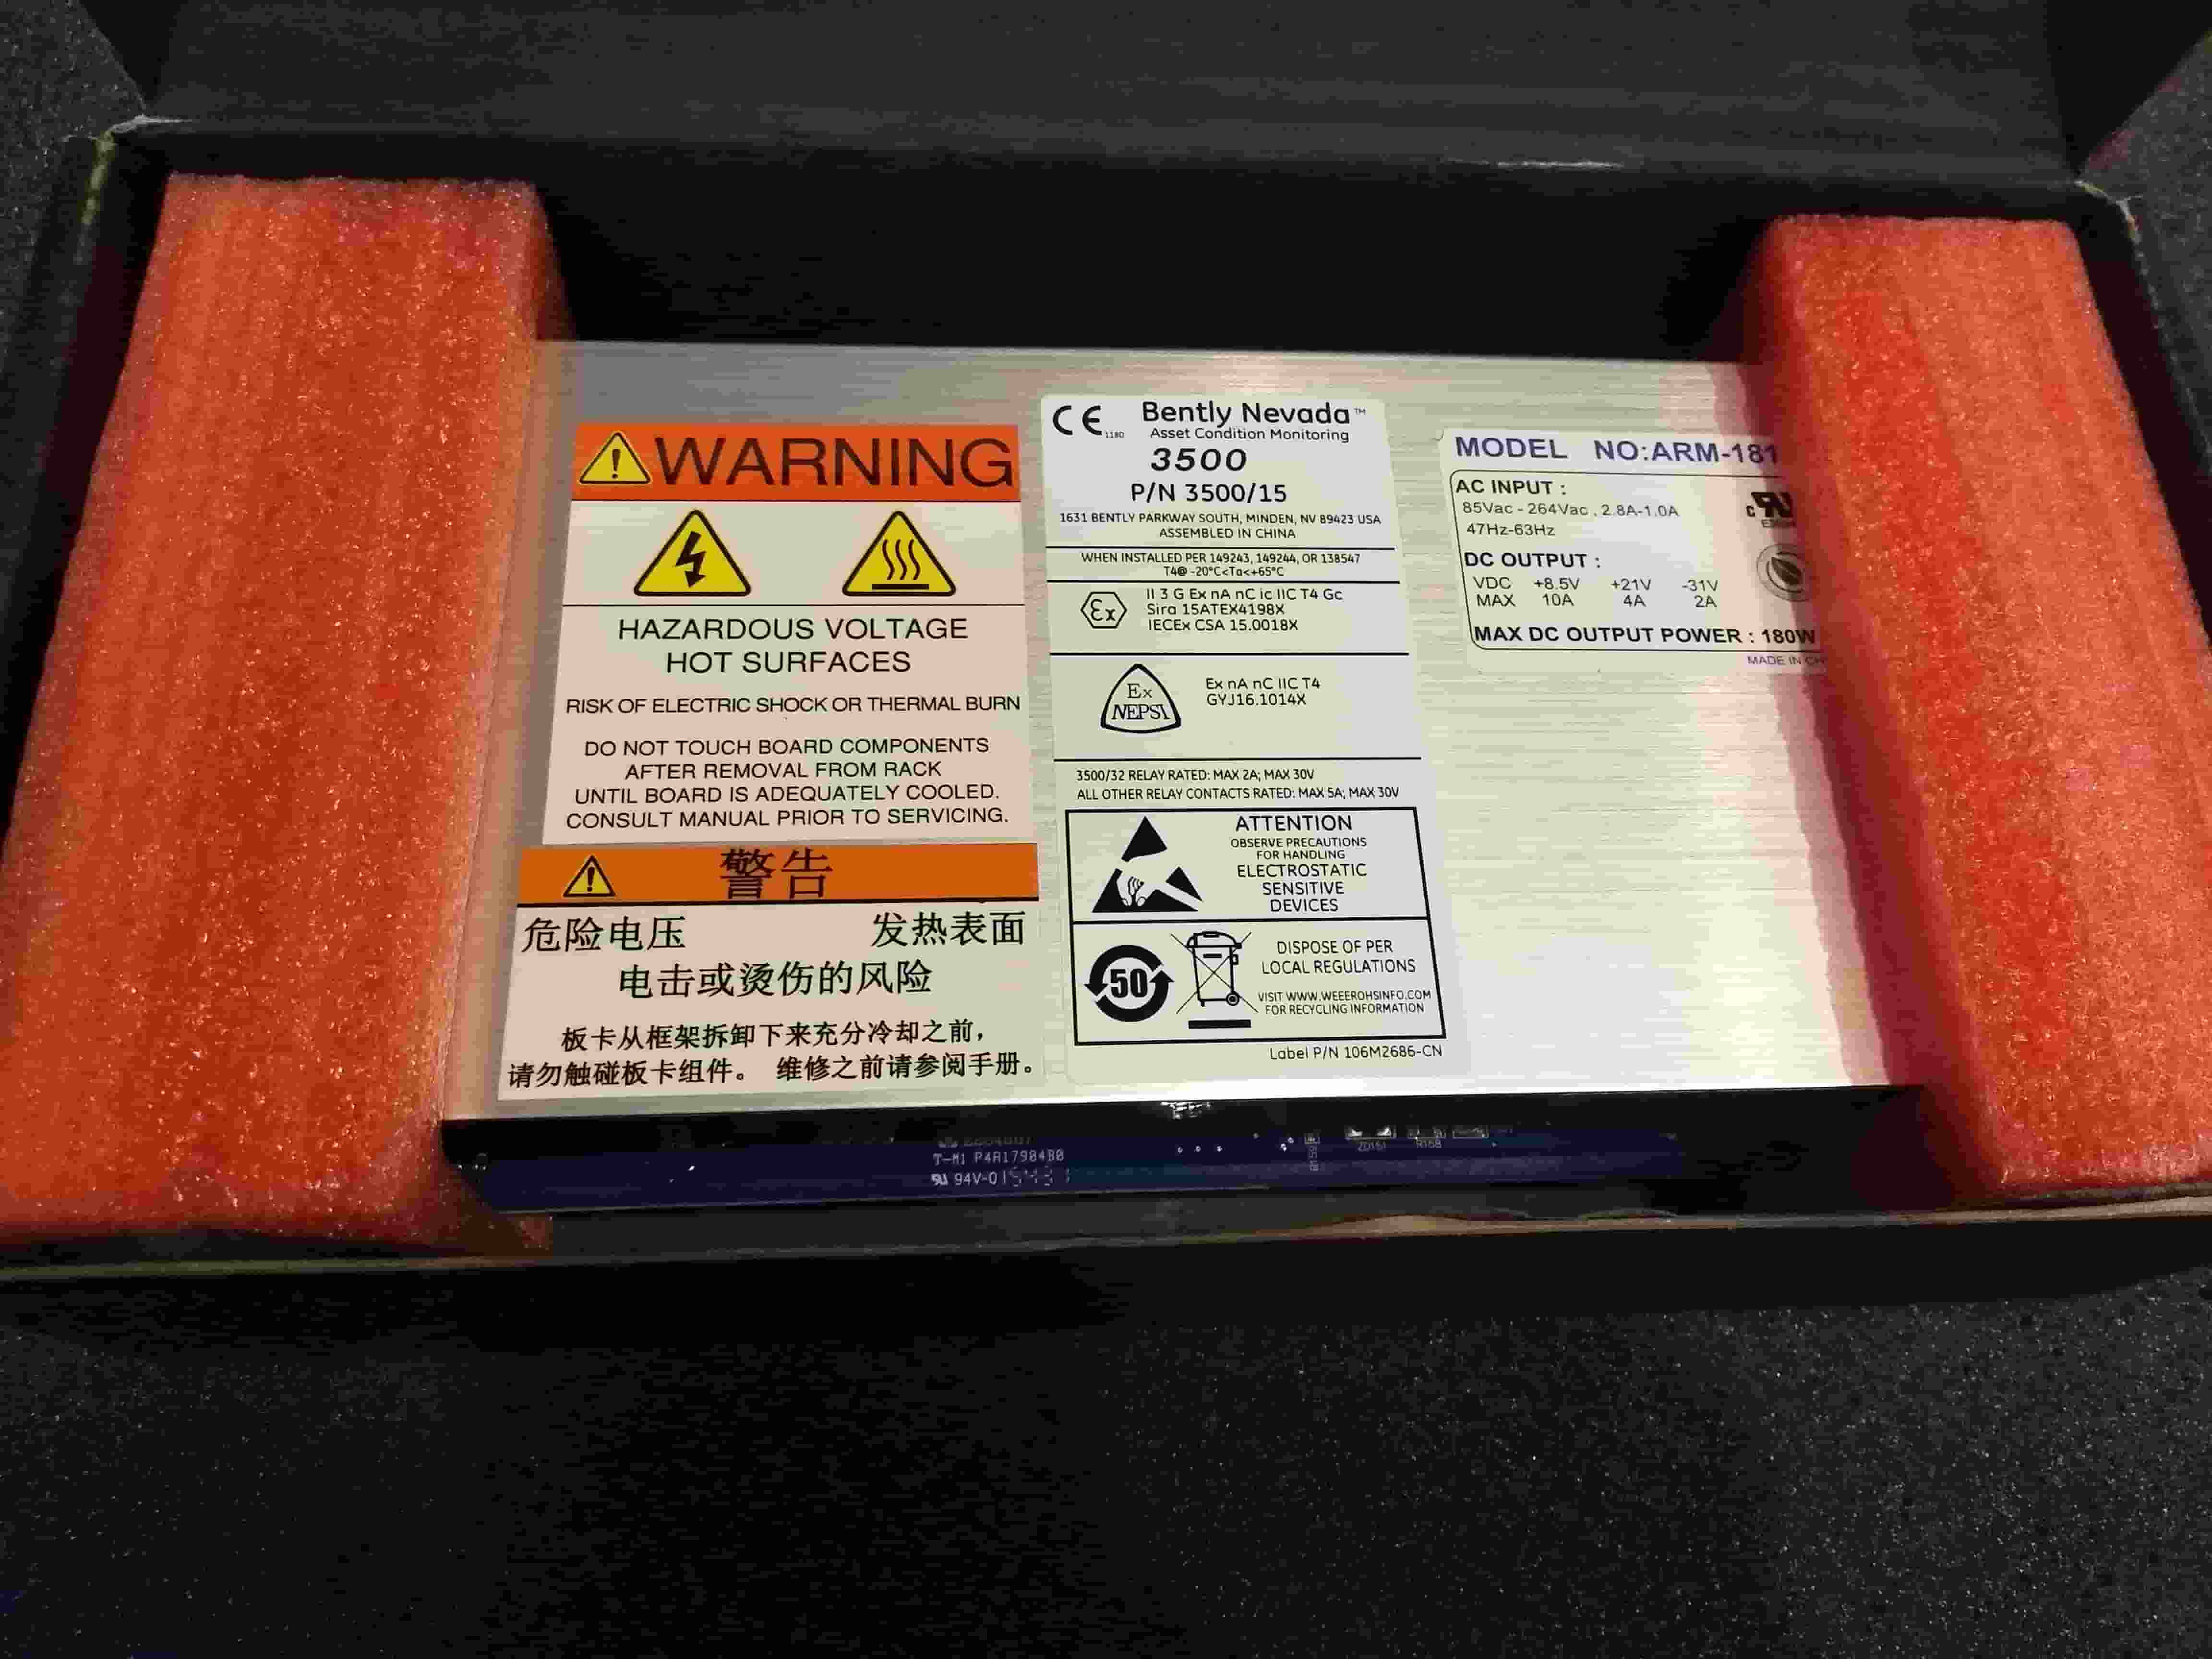 WARNING
HAZARDOUS VOLTAGE
HOT SURFACES
RISK OF ELECTRIC SHOCK OR THERMAL BURN
DO NOT TOUCH BOARD COMPONENTS
AFTER REMOVAL FROM RACK
UNTIL BOARD IS ADEQUATELY COOLED.
CONSULT MANUAL PRIOR TO SERVICING.
警告
危险电压 发热表面
电击或烫伤的风险
板卡从框架拆卸下来充分冷却之前，
请勿触碰板卡组件。 维修之前请参阅手册。
CE 1180
Bently Nevada™
Asset Condition Monitoring
3500
P/N 3500/15
1631 BENTLY PARKWAY SOUTH, MINDEN, NV 89423 USA
ASSEMBLED IN CHINA
WHEN INSTALLED PER 149243, 149244, OR 138547
T4@ -20°C<Ta<+65°C
Ex
II 3 G Ex nA nC ic IIC T4 Gc
Sira 15ATEX4198X
IECEx CSA 15.0018X
Ex
NEPSI
Ex nA nC IIC T4
GYJ16.1014X
3500/32 RELAY RATED: MAX 2A; MAX 30V
ALL OTHER RELAY CONTACTS RATED: MAX 5A; MAX 30V
ATTENTION
OBSERVE PRECAUTIONS
FOR HANDLING
ELECTROSTATIC
SENSITIVE
DEVICES
50
DISPOSE OF PER
LOCAL REGULATIONS
VISIT WWW.WEEEROHSINFO.COM
FOR RECYCLING INFORMATION
Label P/N 106M2686-CN
MODEL NO:ARM-181
AC INPUT :
85Vac - 264Vac , 2.8A-1.0A
47Hz-63Hz
DC OUTPUT :
VDC +8.5V +21V -31V
MAX 10A 4A 2A
MAX DC OUTPUT POWER : 180W
MADE IN CH
T-M1 P4A17904B0
94V-0
ZD151 R158